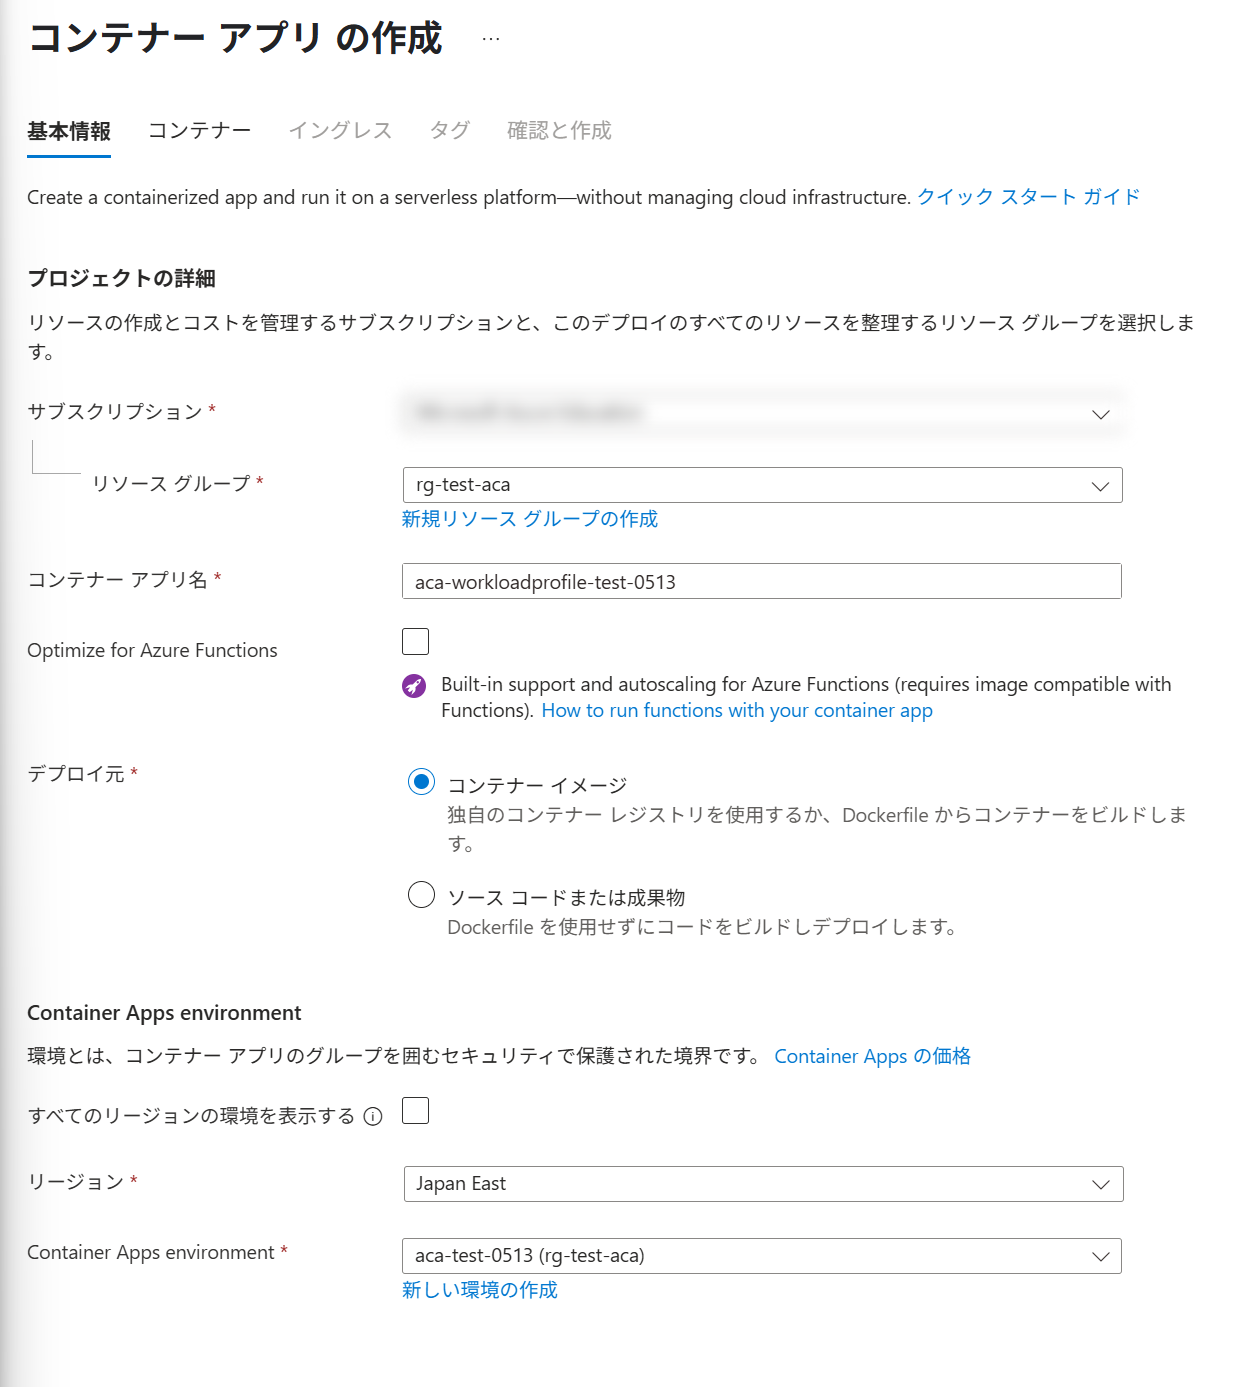 コンテナー アプリ の作成 …
基本情報 コンテナー イングレス タグ 確認と作成
Create a containerized app and run it on a serverless platform—without managing cloud infrastructure. クイック スタート ガイド
プロジェクトの詳細
リソースの作成とコストを管理するサブスクリプションと、このデプロイのすべてのリソースを整理するリソース グループを選択しま
す。
サブスクリプション *
リソース グループ * rg-test-aca
新規リソース グループの作成
コンテナー アプリ名 * aca-workloadprofile-test-0513
Optimize for Azure Functions
Built-in support and autoscaling for Azure Functions (requires image compatible with
Functions). How to run functions with your container app
デプロイ元 *
コンテナー イメージ
独自のコンテナー レジストリを使用するか、Dockerfile からコンテナーをビルドしま
す。
ソース コードまたは成果物
Dockerfile を使用せずにコードをビルドしデプロイします。
Container Apps environment
環境とは、コンテナー アプリのグループを囲むセキュリティで保護された境界です。 Container Apps の価格
すべてのリージョンの環境を表示する
リージョン * Japan East
Container Apps environment * aca-test-0513 (rg-test-aca)
新しい環境の作成